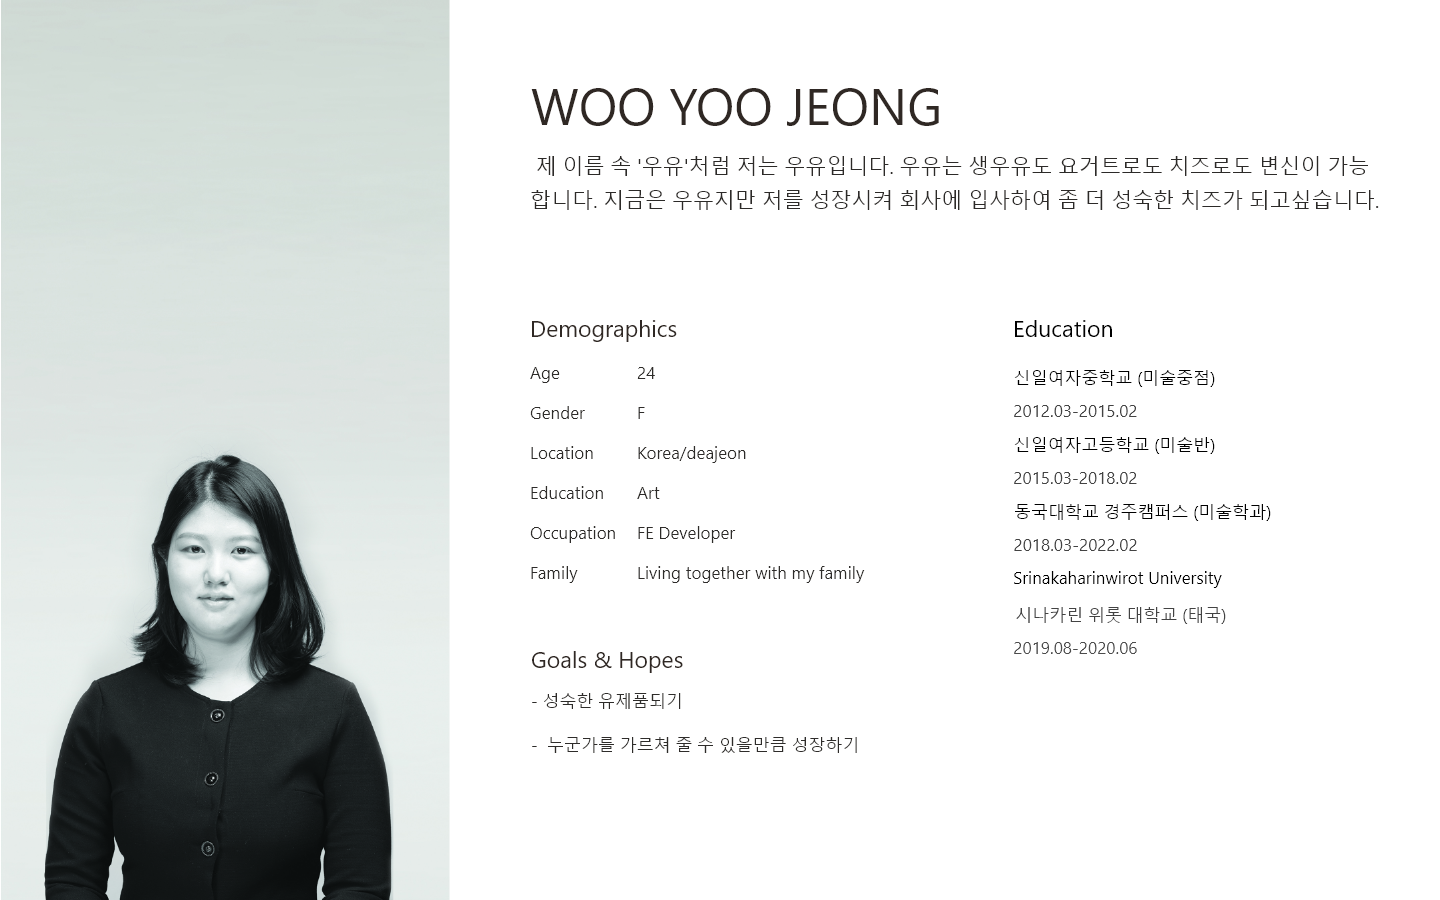 WOO YOO JEONG
제 이름 속 '우유'처럼 저는 우유입니다. 우유는 생우유도 요거트로도 치즈로도 변신이 가능
합니다. 지금은 우유지만 저를 성장시켜 회사에 입사하여 좀 더 성숙한 치즈가 되고싶습니다.
Demographics
Age 24
Gender F
Location Korea/deajeon
Education Art
Occupation FE Developer
Family Living together with my family
Goals & Hopes
- 성숙한 유제품되기
- 누군가를 가르쳐 줄 수 있을만큼 성장하기
Education
신일여자중학교 (미술중점)
2012.03-2015.02
신일여자고등학교 (미술반)
2015.03-2018.02
동국대학교 경주캠퍼스 (미술학과)
2018.03-2022.02
Srinakaharinwirot University
시나카린 위롯 대학교 (태국)
2019.08-2020.06